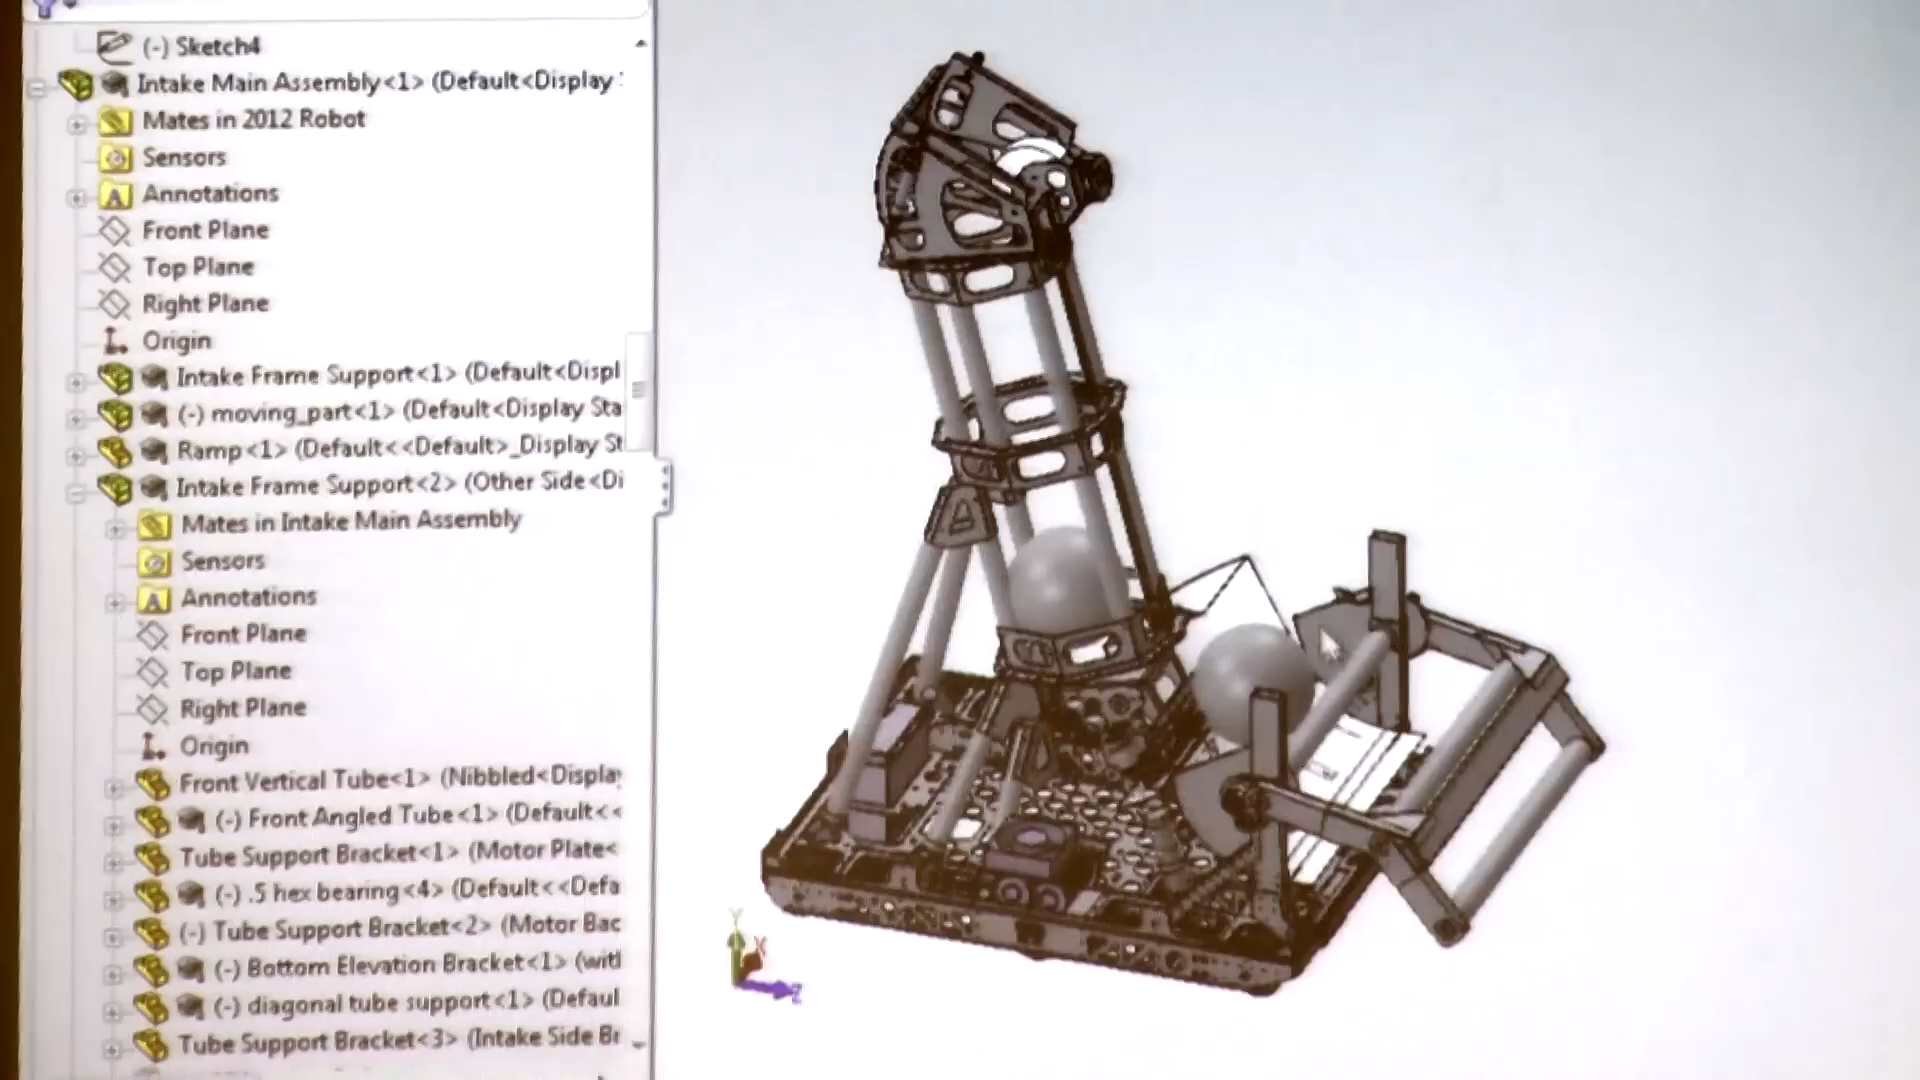 (-) Sketch4
Intake Main Assembly<1> (Default<Display
Mates in 2012 Robot
Sensors
A Annotations
Front Plane
Top Plane
Right Plane
Origin
Intake Frame Support<1> (Default<Displ
(-) moving_part<1> (Default<Display Sta
Ramp<1> (Default<<Default>_Display St
Intake Frame Support<2> (Other Side<Di
Mates in Intake Main Assembly
Sensors
A Annotations
Front Plane
Top Plane
Right Plane
Origin
Front Vertical Tube<1> (Nibbled<Display
(-) Front Angled Tube<1> (Default<<
Tube Support Bracket<1> (Motor Plate<
(-) .5 hex bearing<4> (Default<<Defa
(-) Tube Support Bracket<2> (Motor Bac
(-) Bottom Elevation Bracket<1> (witl
(-) diagonal tube support<1> (Defaul
Tube Support Bracket<3> (Intake Side Br
Y
X
Z